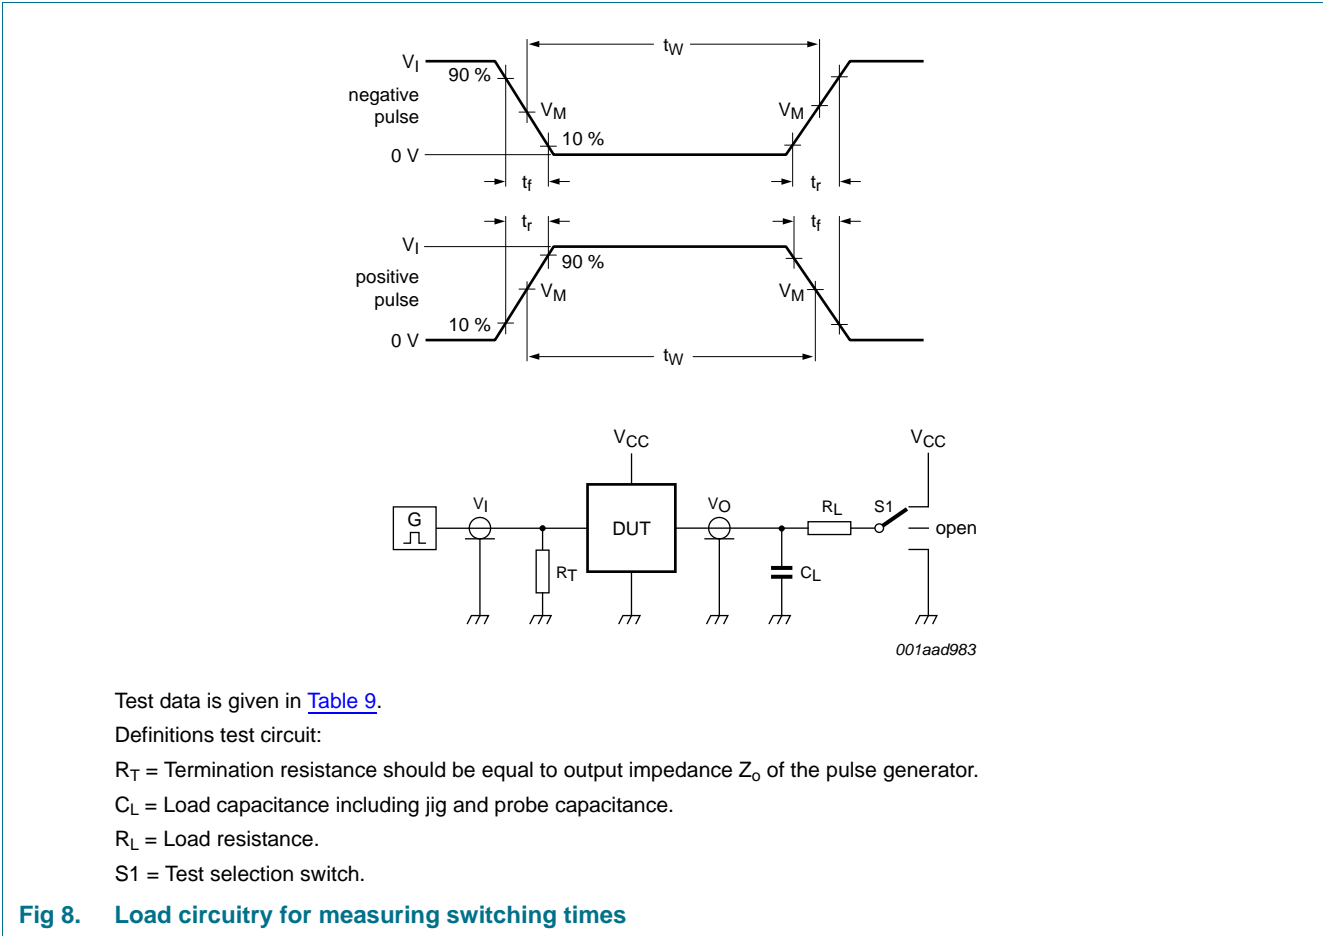 tW
VI
90 %
negative
pulse
VM
VM
10 %
0 V
tf
tr
tr
tf
VI
90 %
positive
pulse
VM
VM
10 %
0 V
tW
VCC
VCC
G
VI
RT
DUT
VO
CL
RL
S1
open
001aad983
Test data is given in Table 9.
Definitions test circuit:
RT = Termination resistance should be equal to output impedance Zo of the pulse generator.
CL = Load capacitance including jig and probe capacitance.
RL = Load resistance.
S1 = Test selection switch.
Fig 8. Load circuitry for measuring switching times